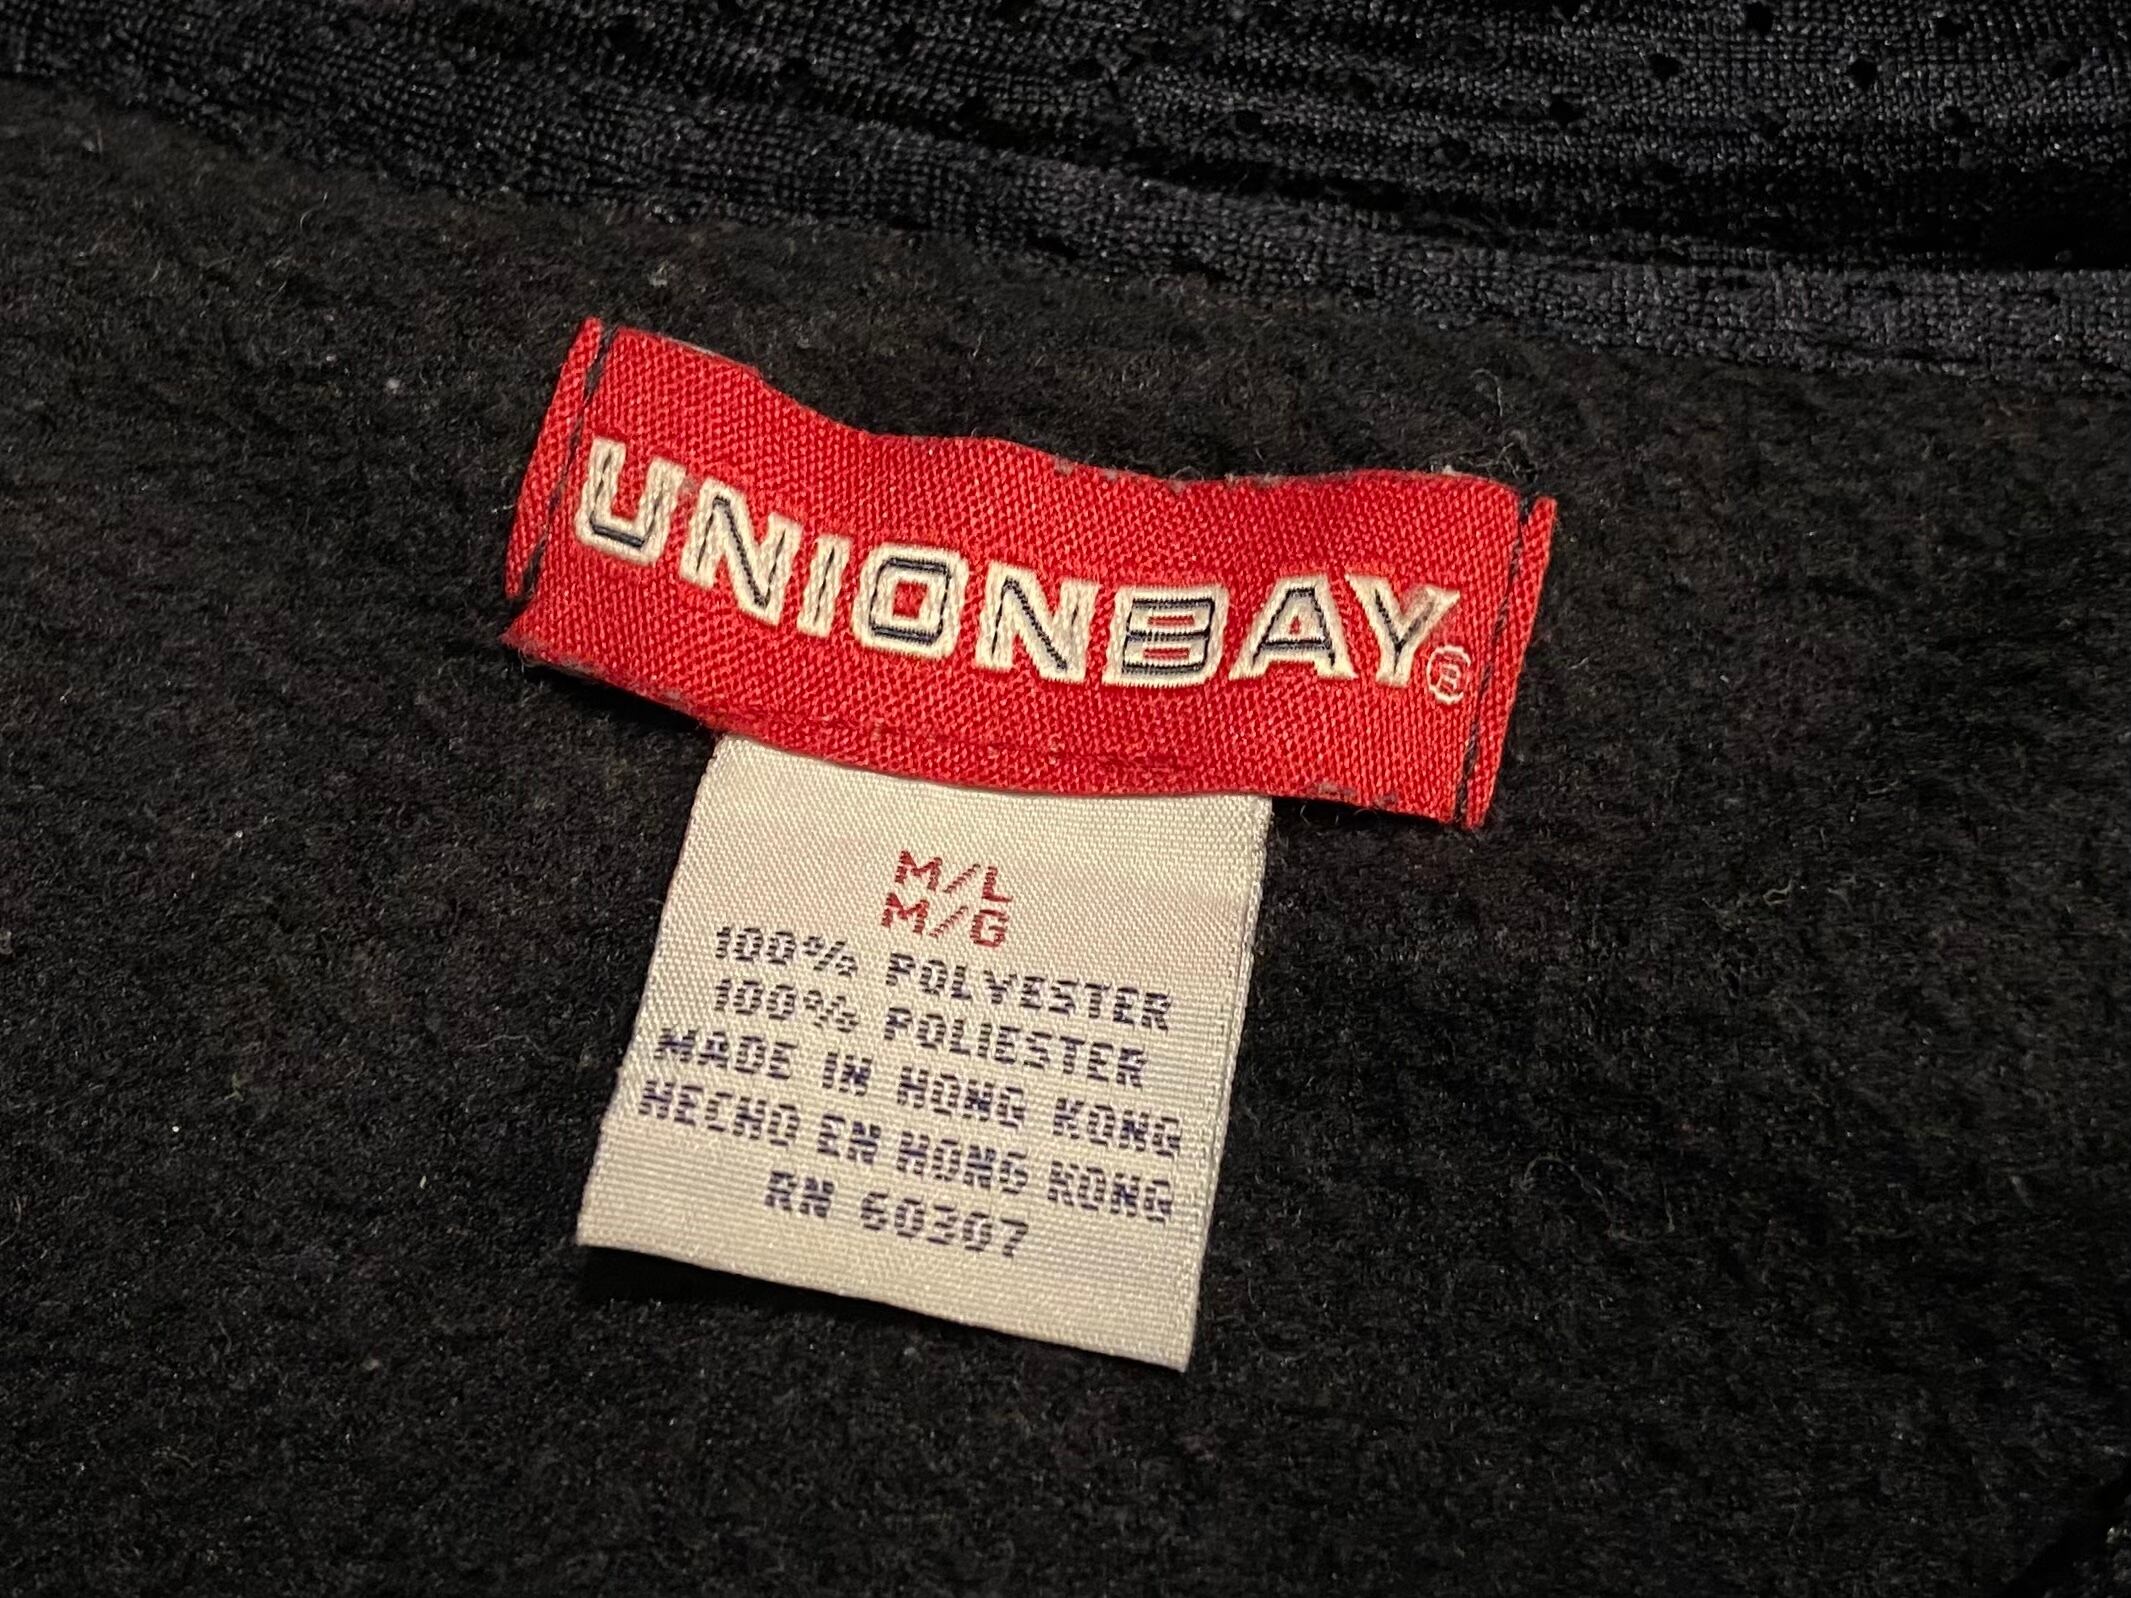 UNIONBAY®
M/L
M/G
100% POLYESTER
100% POLIESTER
MADE IN HONG KONG
HECHO EN HONG KONG
RN 60307